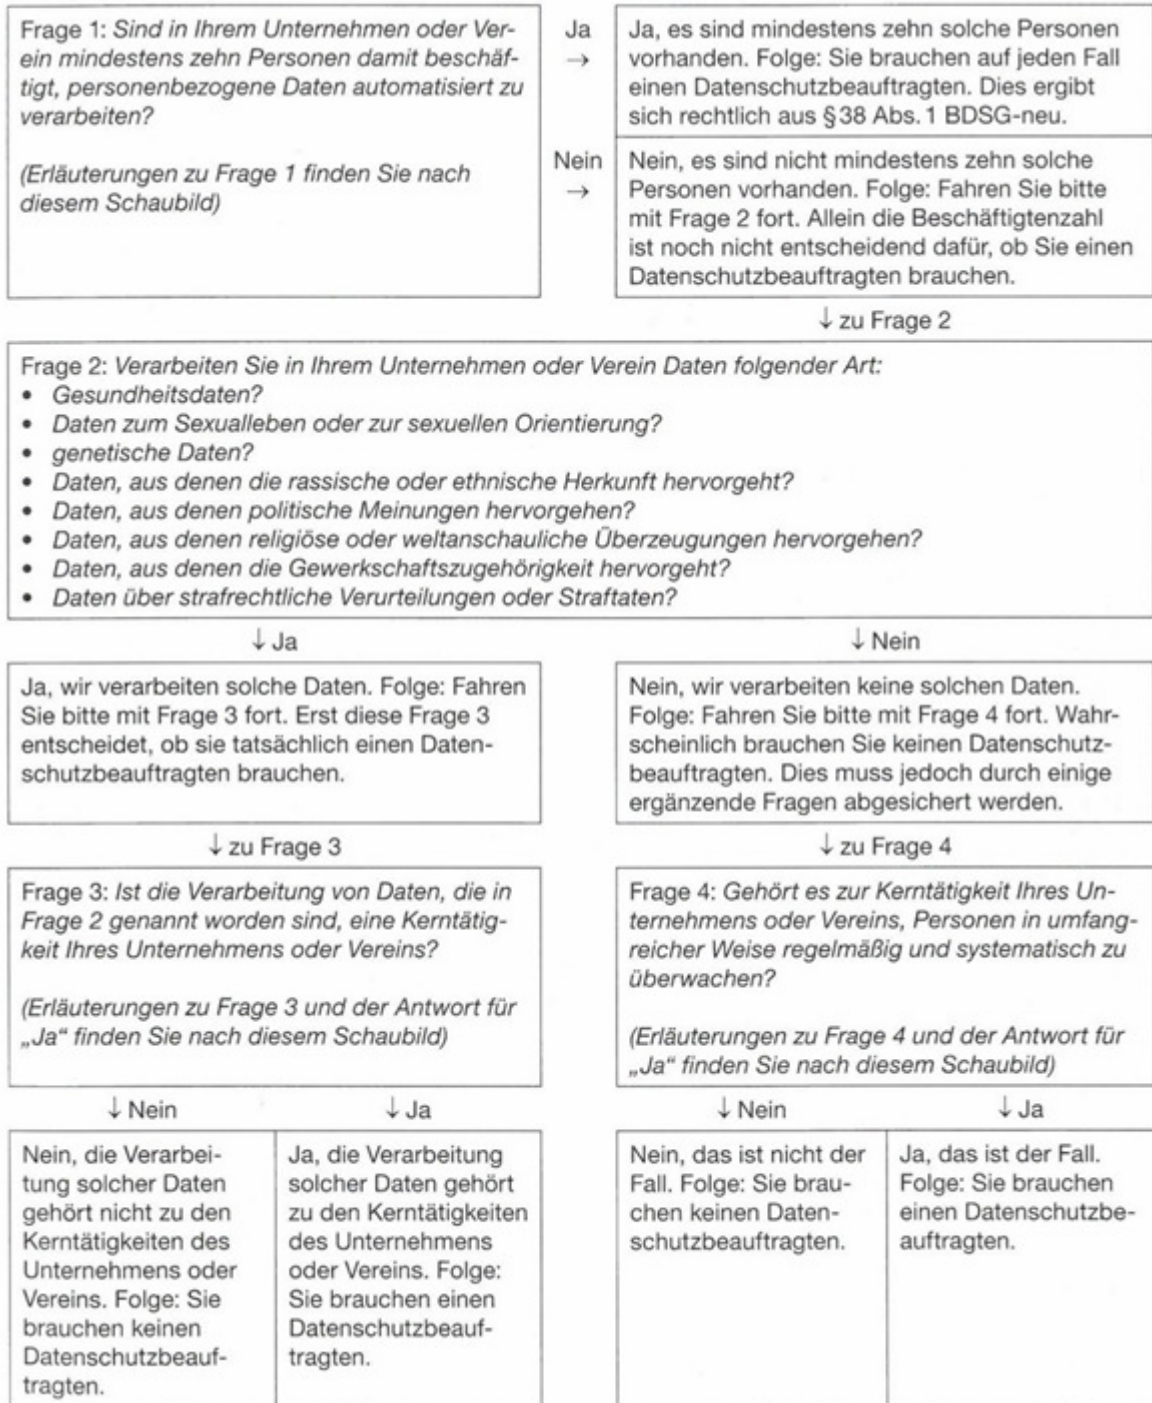 Frage 1: Sind in Ihrem Unternehmen oder Ver-
ein mindestens zehn Personen damit beschäf-
tigt, personenbezogene Daten automatisiert zu
verarbeiten?
(Erläuterungen zu Frage 1 finden Sie nach
diesem Schaubild)
Ja
→
Ja, es sind mindestens zehn solche Personen
vorhanden. Folge: Sie brauchen auf jeden Fall
einen Datenschutzbeauftragten. Dies ergibt
sich rechtlich aus §38 Abs. 1 BDSG-neu.
Nein
→
Nein, es sind nicht mindestens zehn solche
Personen vorhanden. Folge: Fahren Sie bitte
mit Frage 2 fort. Allein die Beschäftigtenzahl
ist noch nicht entscheidend dafür, ob Sie einen
Datenschutzbeauftragten brauchen.
↓ zu Frage 2
Frage 2: Verarbeiten Sie in Ihrem Unternehmen oder Verein Daten folgender Art:
• Gesundheitsdaten?
• Daten zum Sexualleben oder zur sexuellen Orientierung?
• genetische Daten?
• Daten, aus denen die rassische oder ethnische Herkunft hervorgeht?
• Daten, aus denen politische Meinungen hervorgehen?
• Daten, aus denen religiöse oder weltanschauliche Überzeugungen hervorgehen?
• Daten, aus denen die Gewerkschaftszugehörigkeit hervorgeht?
• Daten über strafrechtliche Verurteilungen oder Straftaten?
↓ Ja
Ja, wir verarbeiten solche Daten. Folge: Fahren
Sie bitte mit Frage 3 fort. Erst diese Frage 3
entscheidet, ob sie tatsächlich einen Daten-
schutzbeauftragten brauchen.
↓ Nein
Nein, wir verarbeiten keine solchen Daten.
Folge: Fahren Sie bitte mit Frage 4 fort. Wahr-
scheinlich brauchen Sie keinen Datenschutz-
beauftragten. Dies muss jedoch durch einige
ergänzende Fragen abgesichert werden.
↓ zu Frage 3
Frage 3: Ist die Verarbeitung von Daten, die in
Frage 2 genannt worden sind, eine Kerntätig-
keit Ihres Unternehmens oder Vereins?
(Erläuterungen zu Frage 3 und der Antwort für
„Ja“ finden Sie nach diesem Schaubild)
↓ zu Frage 4
Frage 4: Gehört es zur Kerntätigkeit Ihres Un-
ternehmens oder Vereins, Personen in umfang-
reicher Weise regelmäßig und systematisch zu
überwachen?
(Erläuterungen zu Frage 4 und der Antwort für
„Ja“ finden Sie nach diesem Schaubild)
↓ Nein
Nein, die Verarbei-
tung solcher Daten
gehört nicht zu den
Kerntätigkeiten des
Unternehmens oder
Vereins. Folge: Sie
brauchen keinen
Datenschutzbeauf-
tragten.
↓ Ja
Ja, die Verarbeitung
solcher Daten gehört
zu den Kerntätigkeiten
des Unternehmens
oder Vereins. Folge:
Sie brauchen einen
Datenschutzbeauf-
tragten.
↓ Nein
Nein, das ist nicht der
Fall. Folge: Sie brau-
chen keinen Daten-
schutzbeauftragten.
↓ Ja
Ja, das ist der Fall.
Folge: Sie brauchen
einen Datenschutzbe-
auftragten.